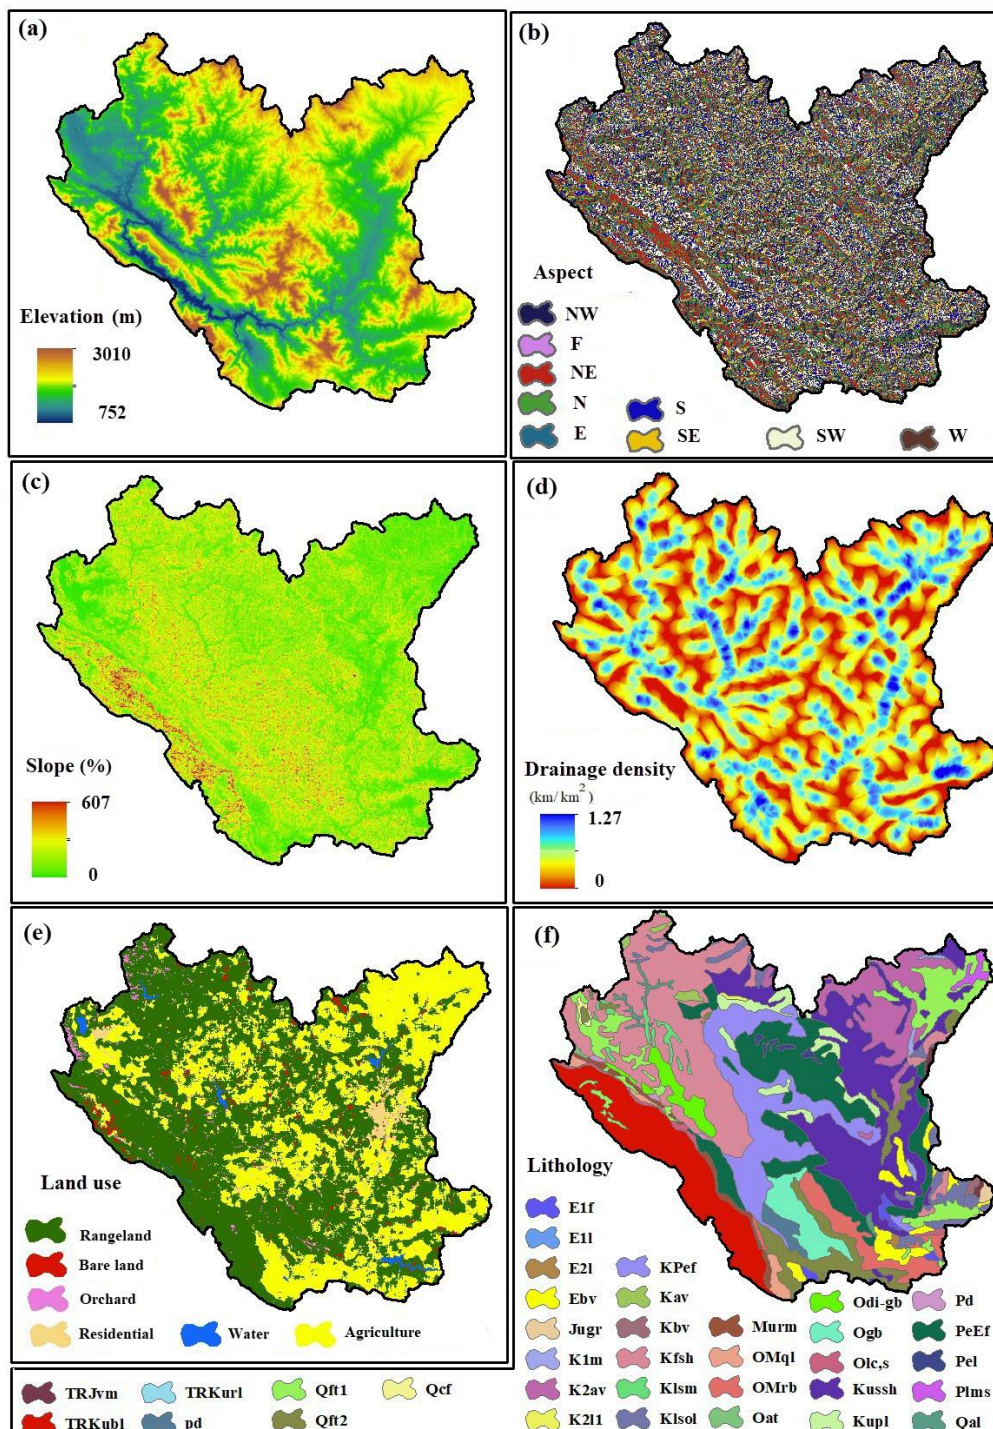 (a)
Elevation (m)
3010
752
(b)
Aspect
NW
F
NE
N
E
S
SE
SW
W
(c)
Slope (%)
607
0
(d)
Drainage density
(km/km²)
1.27
0
(e)
Land use
Rangeland
Bare land
Orchard
Residential
Water
Agriculture
(f)
Lithology
E1f
E1l
E2l
Ebv
Jugr
K1m
K2av
K2l1
KPef
Kav
Kbv
Kfsh
Klsm
Klsol
Murm
OMql
OMrb
Oat
Odi-gb
Ogb
Olc,s
Kussh
Kupl
Pd
PeEf
Pel
Plms
Qal
TRJvm
TRKubl
TRKurl
pd
Qft1
Qft2
Qcf